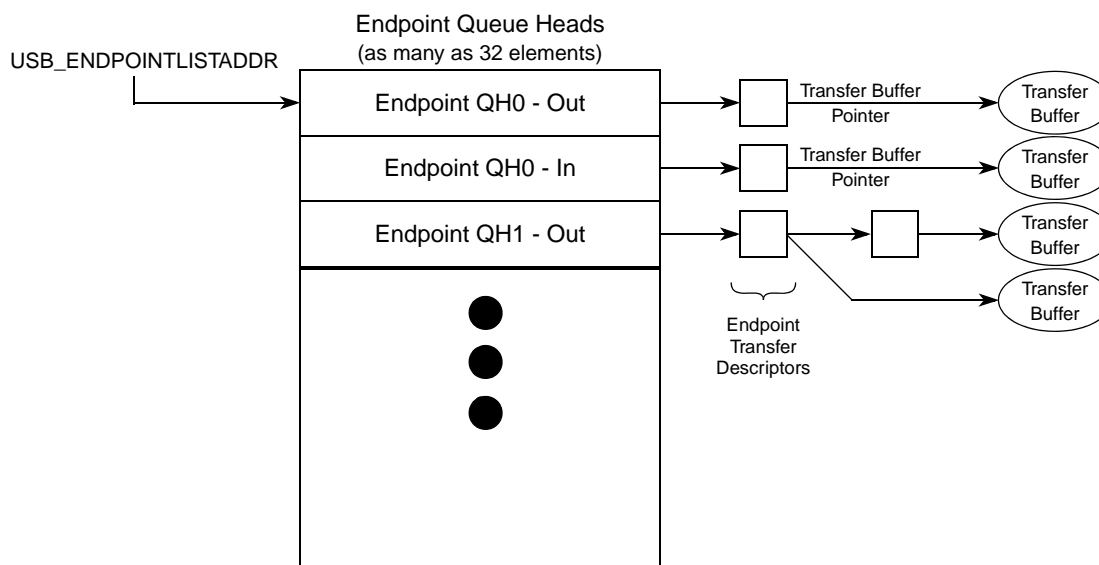 Endpoint Queue Heads
(as many as 32 elements)
USB_ENDPOINTLISTADDR
Endpoint QH0 - Out
Transfer Buffer
Pointer
Transfer
Buffer
Endpoint QH0 - In
Transfer Buffer
Pointer
Transfer
Buffer
Endpoint QH1 - Out
Transfer
Buffer
Transfer
Buffer
Endpoint
Transfer
Descriptors